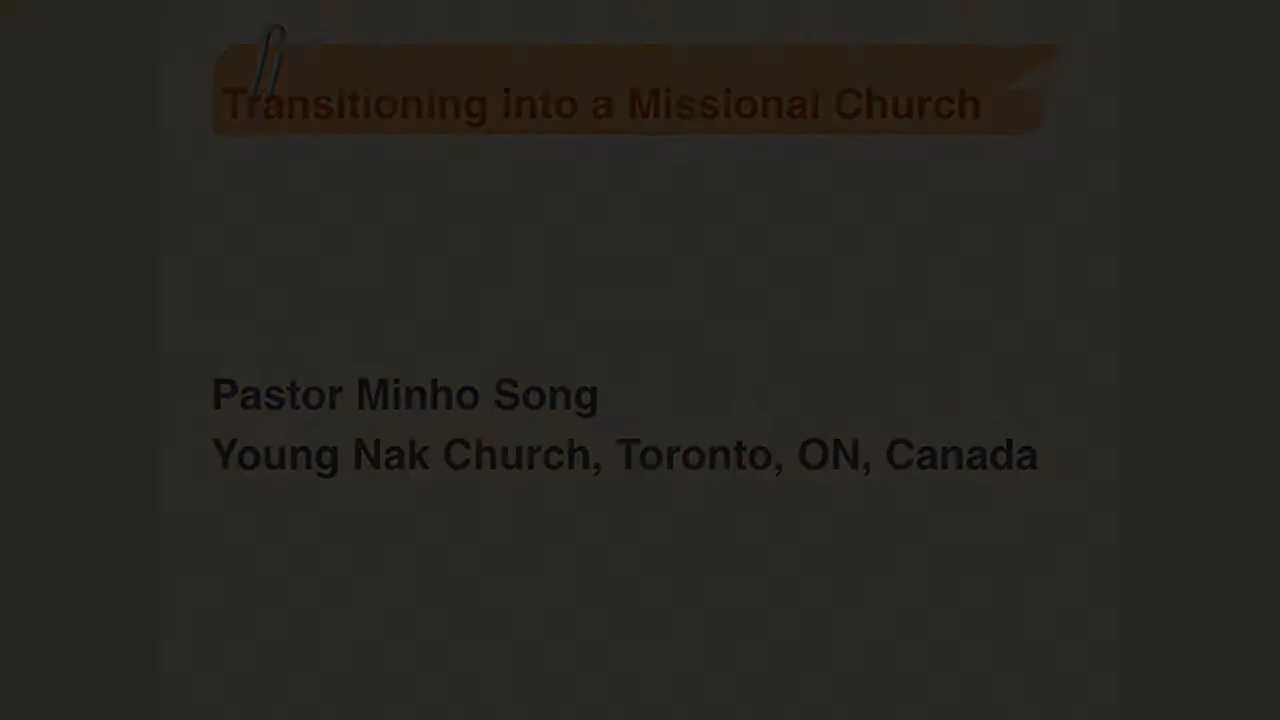 Transitioning into a Missional Church
Pastor Minho Song
Young Nak Church, Toronto, ON, Canada